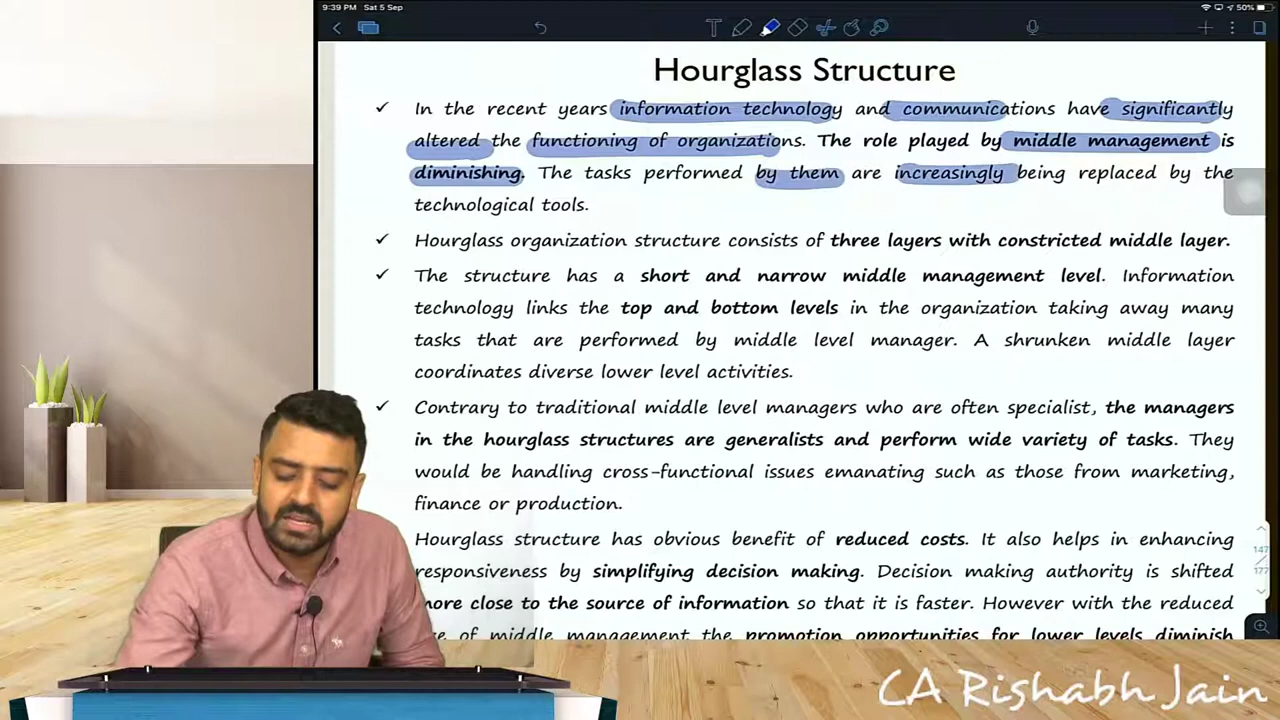 9:39 PM Sat 5 Sep
50%
Hourglass Structure
✓ In the recent years information technology and communications have significantly
altered the functioning of organizations. The role played by middle management is
diminishing. The tasks performed by them are increasingly being replaced by the
technological tools.
✓ Hourglass organization structure consists of three layers with constricted middle layer.
✓ The structure has a short and narrow middle management level. Information
technology links the top and bottom levels in the organization taking away many
tasks that are performed by middle level manager. A shrunken middle layer
coordinates diverse lower level activities.
✓ Contrary to traditional middle level managers who are often specialist, the managers
in the hourglass structures are generalists and perform wide variety of tasks. They
would be handling cross-functional issues emanating such as those from marketing,
finance or production.
Hourglass structure has obvious benefit of reduced costs. It also helps in enhancing
responsiveness by simplifying decision making. Decision making authority is shifted
more close to the source of information so that it is faster. However with the reduced
of middle management the promotion opportunities for lower levels diminish
147
177
CA Rishabh Jain